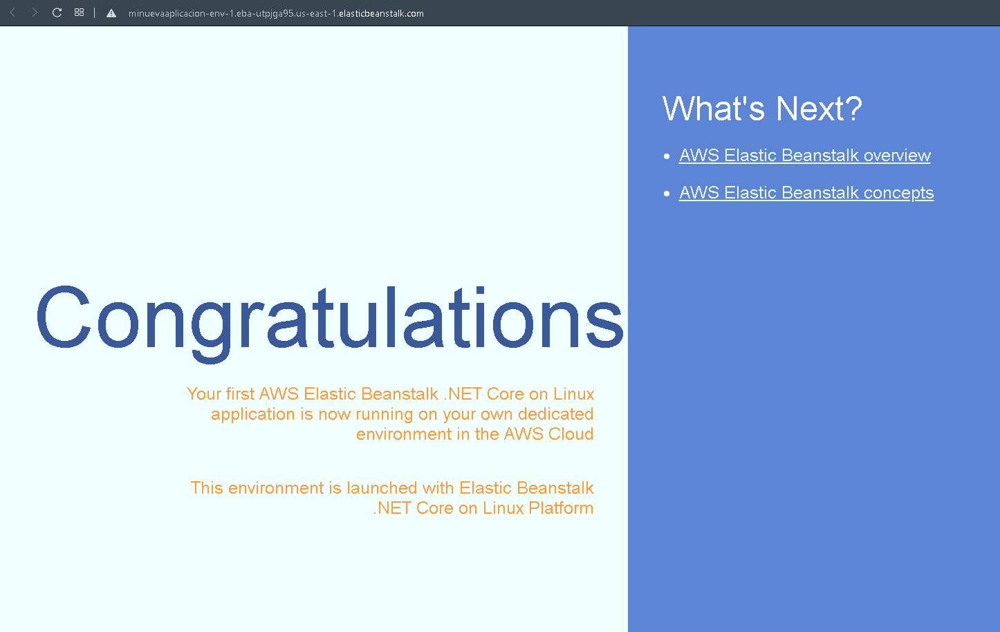 minuevaaplicacion-env-1.eba-utpjga95.us-east-1.elasticbeanstalk.com
Congratulations
Your first AWS Elastic Beanstalk .NET Core on Linux
application is now running on your own dedicated
environment in the AWS Cloud
This environment is launched with Elastic Beanstalk
.NET Core on Linux Platform
What's Next?
AWS Elastic Beanstalk overview
AWS Elastic Beanstalk concepts